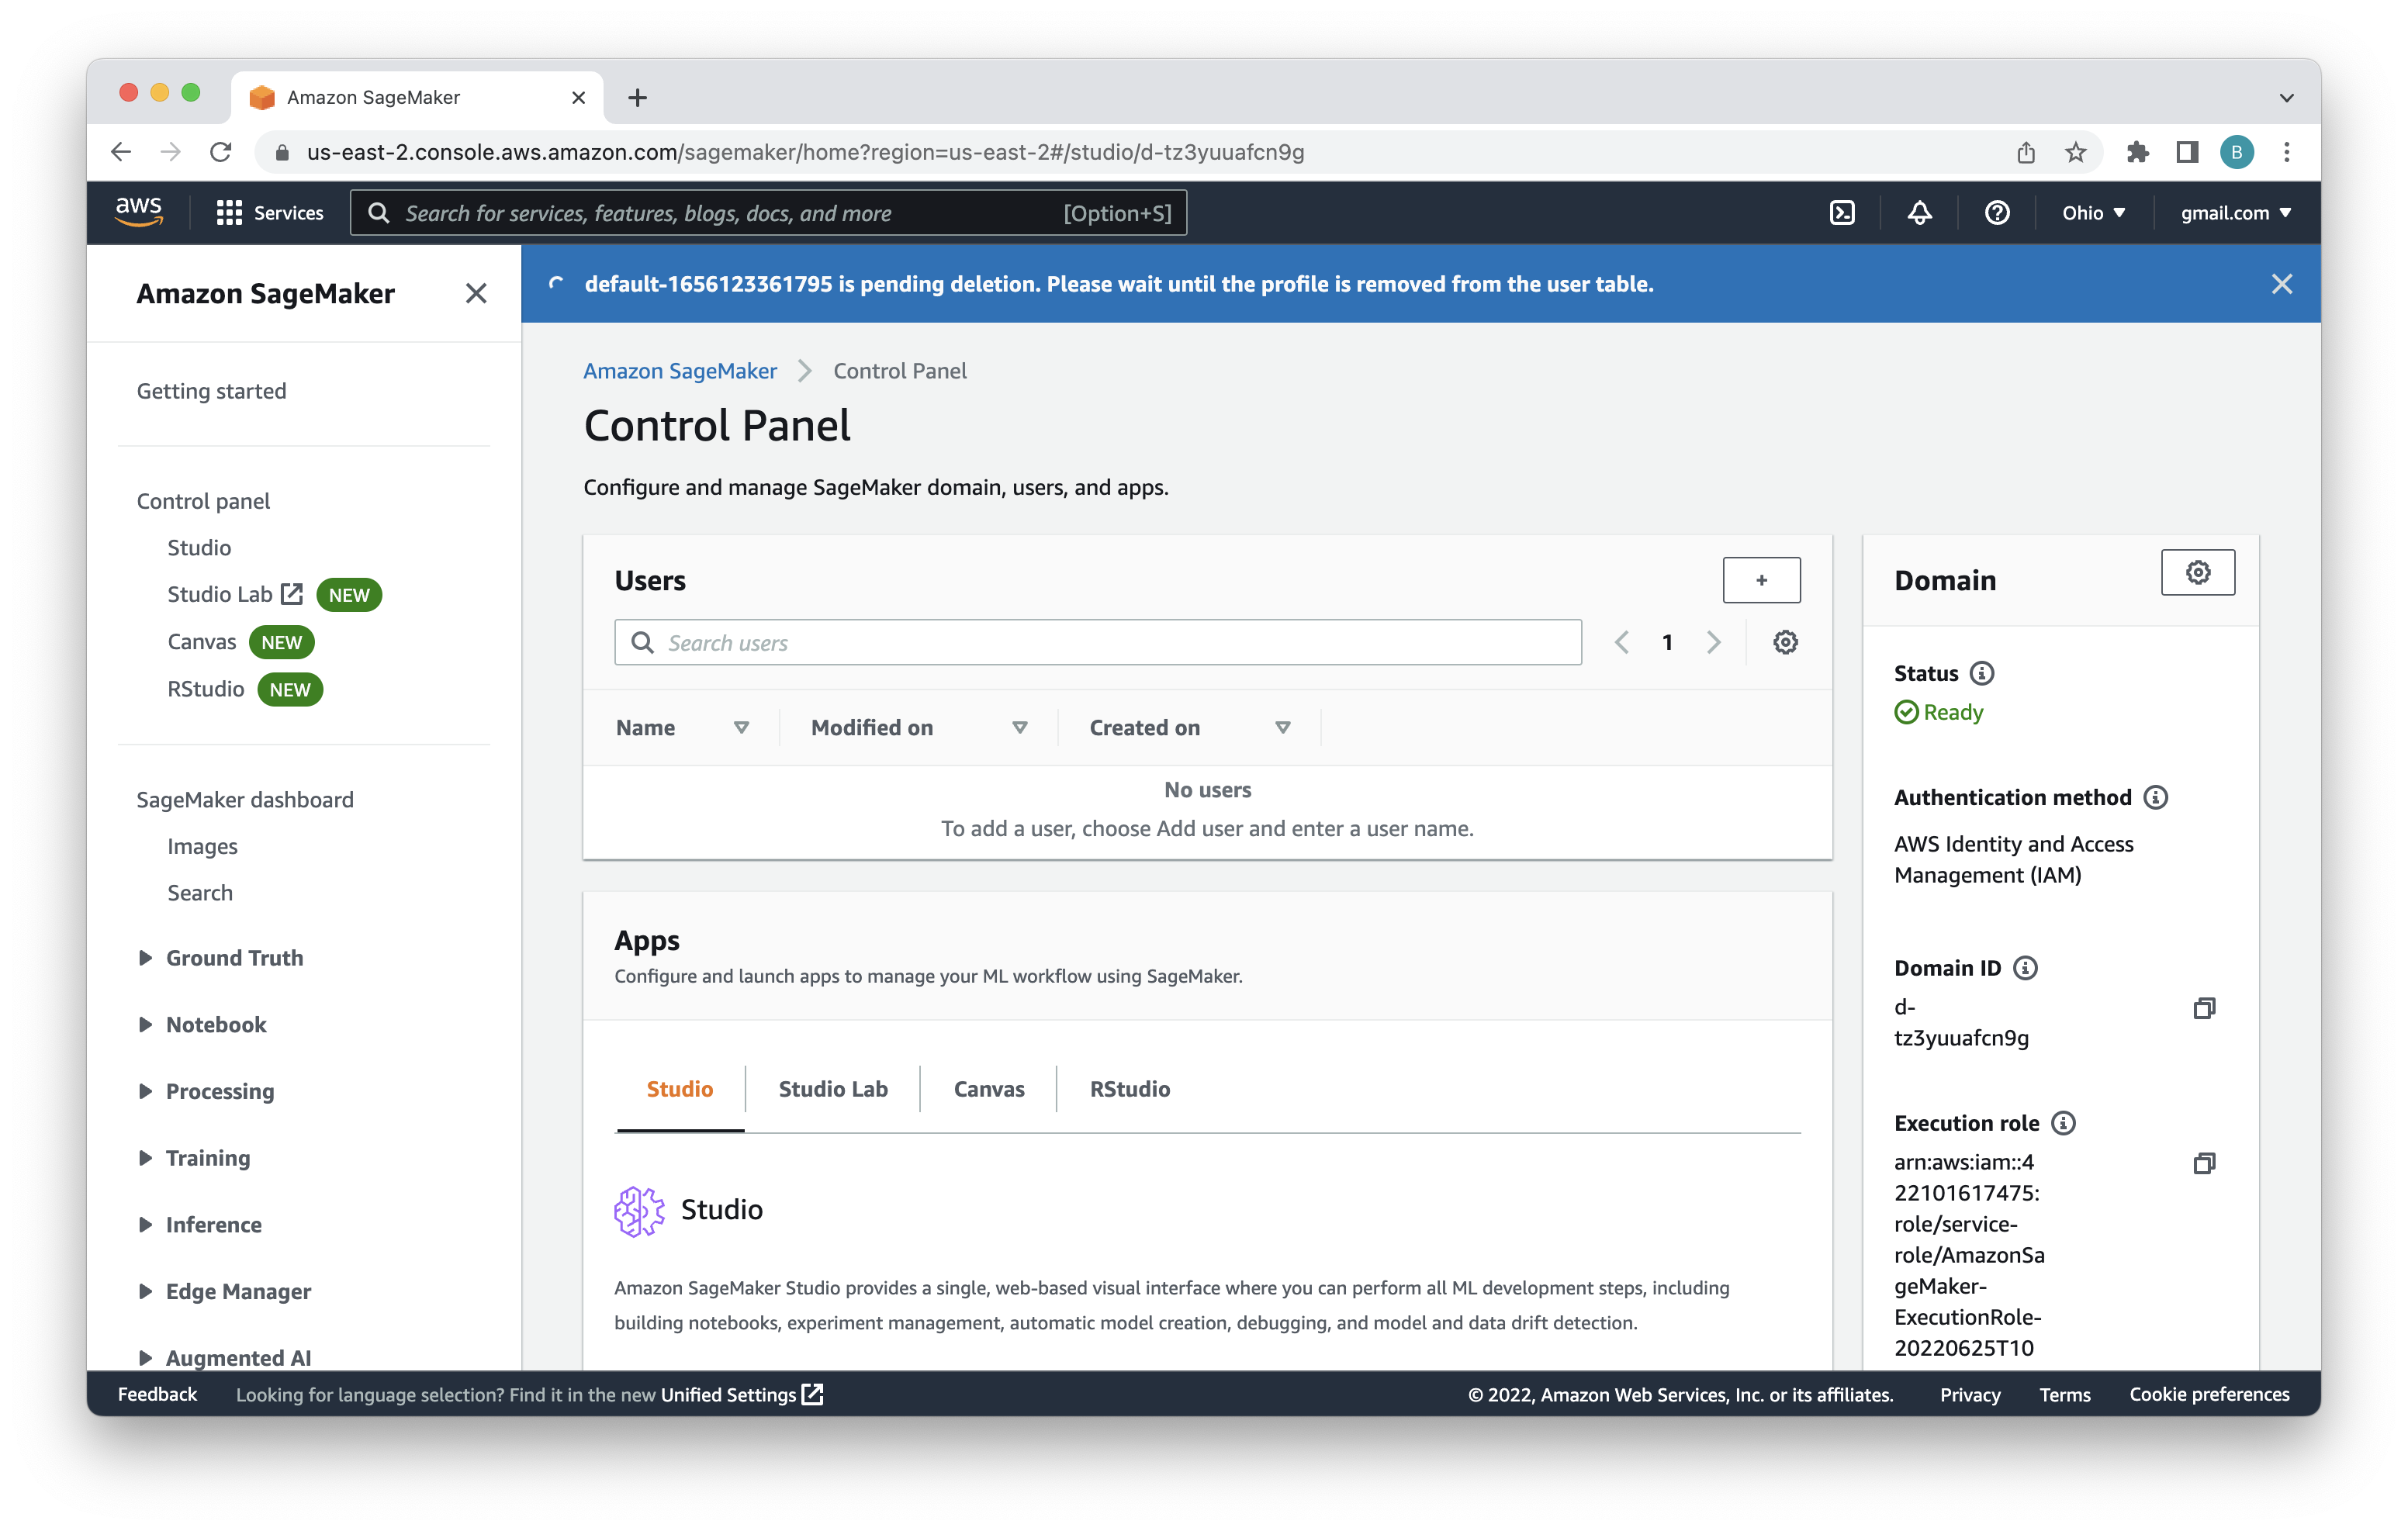 Amazon SageMaker
us-east-2.console.aws.amazon.com/sagemaker/home?region=us-east-2#/studio/d-tz3yuuafcn9g
B
aws
Services
Search for services, features, blogs, docs, and more
[Option+S]
Ohio
gmail.com
Amazon SageMaker
Getting started
Control panel
Studio
Studio Lab NEW
Canvas NEW
RStudio NEW
SageMaker dashboard
Images
Search
Ground Truth
Notebook
Processing
Training
Inference
Edge Manager
Augmented AI
default-1656123361795 is pending deletion. Please wait until the profile is removed from the user table.
Amazon SageMaker > Control Panel
Control Panel
Configure and manage SageMaker domain, users, and apps.
Users
+
Search users
1
Name
Modified on
Created on
No users
To add a user, choose Add user and enter a user name.
Apps
Configure and launch apps to manage your ML workflow using SageMaker.
Studio
Studio Lab
Canvas
RStudio
Studio
Amazon SageMaker Studio provides a single, web-based visual interface where you can perform all ML development steps, including
building notebooks, experiment management, automatic model creation, debugging, and model and data drift detection.
Domain
Status
Ready
Authentication method
AWS Identity and Access
Management (IAM)
Domain ID
d-
tz3yuuafcn9g
Execution role
arn:aws:iam::4
22101617475:
role/service-
role/AmazonSa
geMaker-
ExecutionRole-
20220625T10
Feedback
Looking for language selection? Find it in the new Unified Settings
© 2022, Amazon Web Services, Inc. or its affiliates.
Privacy
Terms
Cookie preferences